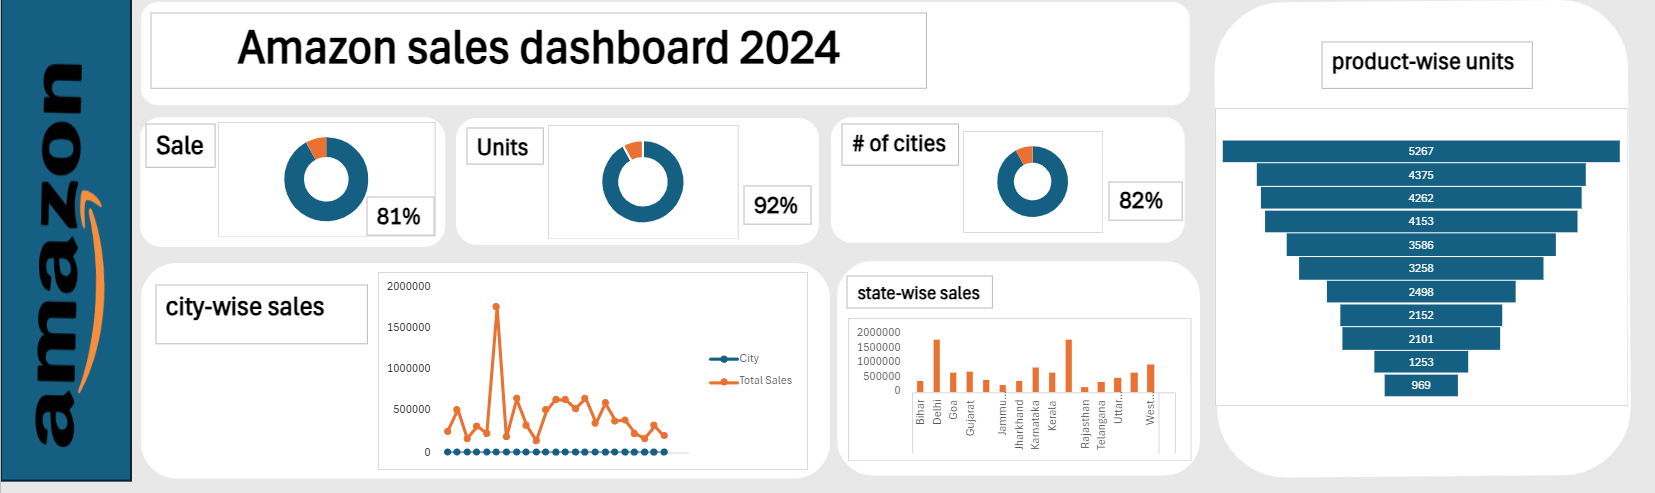 amazon
Amazon sales dashboard 2024
Sale
81%
Units
92%
# of cities
82%
city-wise sales
2000000
1500000
1000000
500000
0
City
Total Sales
state-wise sales
2000000
1500000
1000000
500000
0
Bihar
Delhi
Goa
Gujarat
Jammu...
Jharkhand
Karnataka
Kerala
Rajasthan
Telangana
Uttar...
West...
product-wise units
5267
4375
4262
4153
3586
3258
2498
2152
2101
1253
969